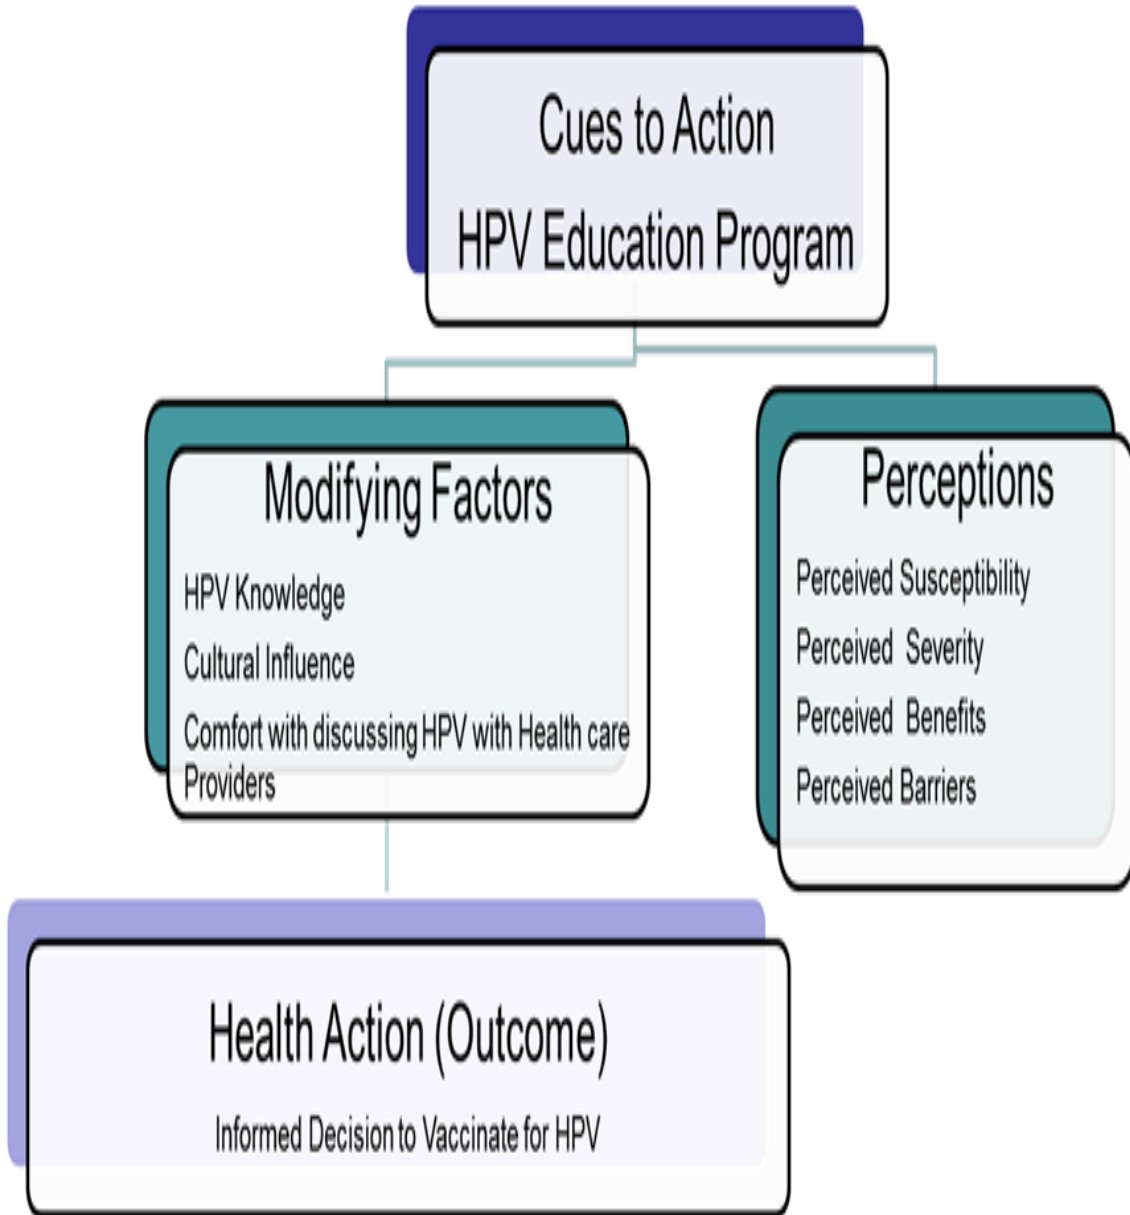 Cues to Action
HPV Education Program
Modifying Factors
HPV Knowledge
Cultural Influence
Comfort with discussing HPV with Health care
Providers
Perceptions
Perceived Susceptibility
Perceived Severity
Perceived Benefits
Perceived Barriers
Health Action (Outcome)
Informed Decision to Vaccinate for HPV